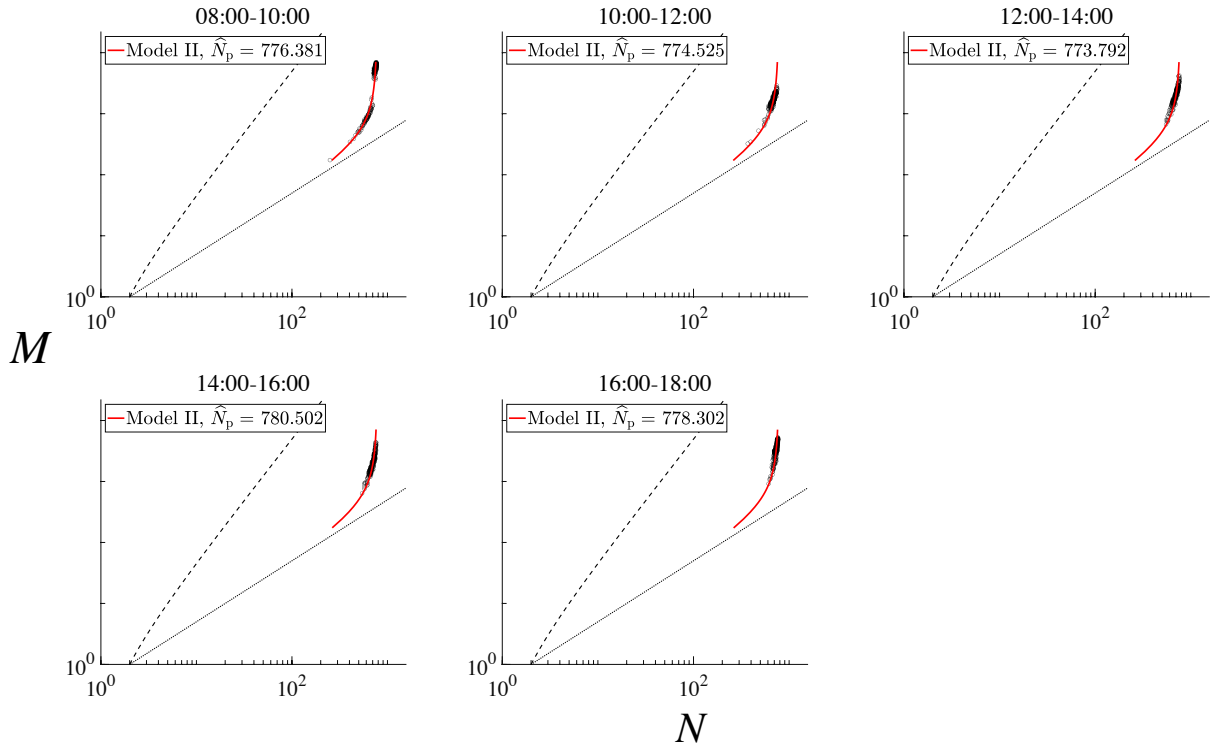 08:00-10:00
Model II, N̂p = 776.381
10^0
10^0
10^2
10:00-12:00
Model II, N̂p = 774.525
10^0
10^0
10^2
12:00-14:00
Model II, N̂p = 773.792
10^0
10^0
10^2
M
14:00-16:00
Model II, N̂p = 780.502
10^0
10^0
10^2
16:00-18:00
Model II, N̂p = 778.302
10^0
10^0
10^2
N